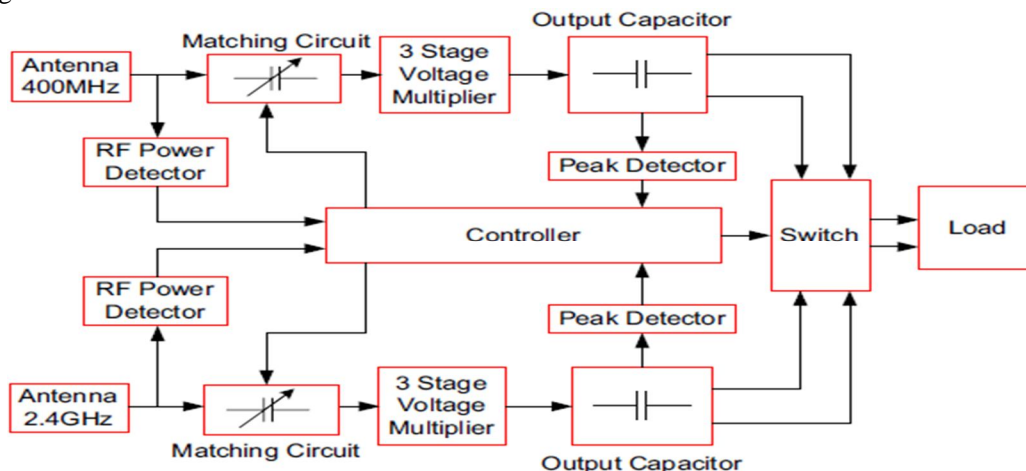 Output Capacitor
Matching Circuit
Antenna
400MHz
3 Stage
Voltage
Multiplier
RF Power
Detector
Peak Detector
Controller
Switch
Load
RF Power
Detector
Peak Detector
Antenna
2.4GHz
3 Stage
Voltage
Multiplier
Matching Circuit
Output Capacitor